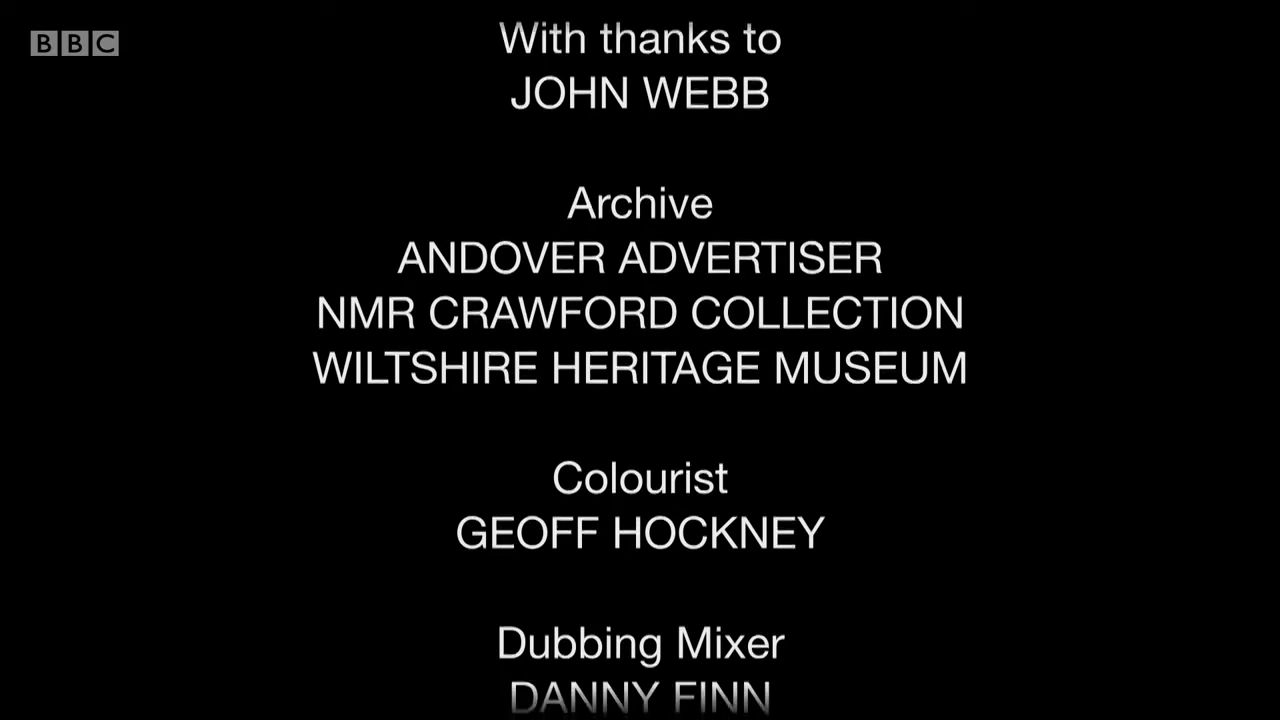 BBC
With thanks to
JOHN WEBB
Archive
ANDOVER ADVERTISER
NMR CRAWFORD COLLECTION
WILTSHIRE HERITAGE MUSEUM
Colourist
GEOFF HOCKNEY
Dubbing Mixer
DANNY FINN